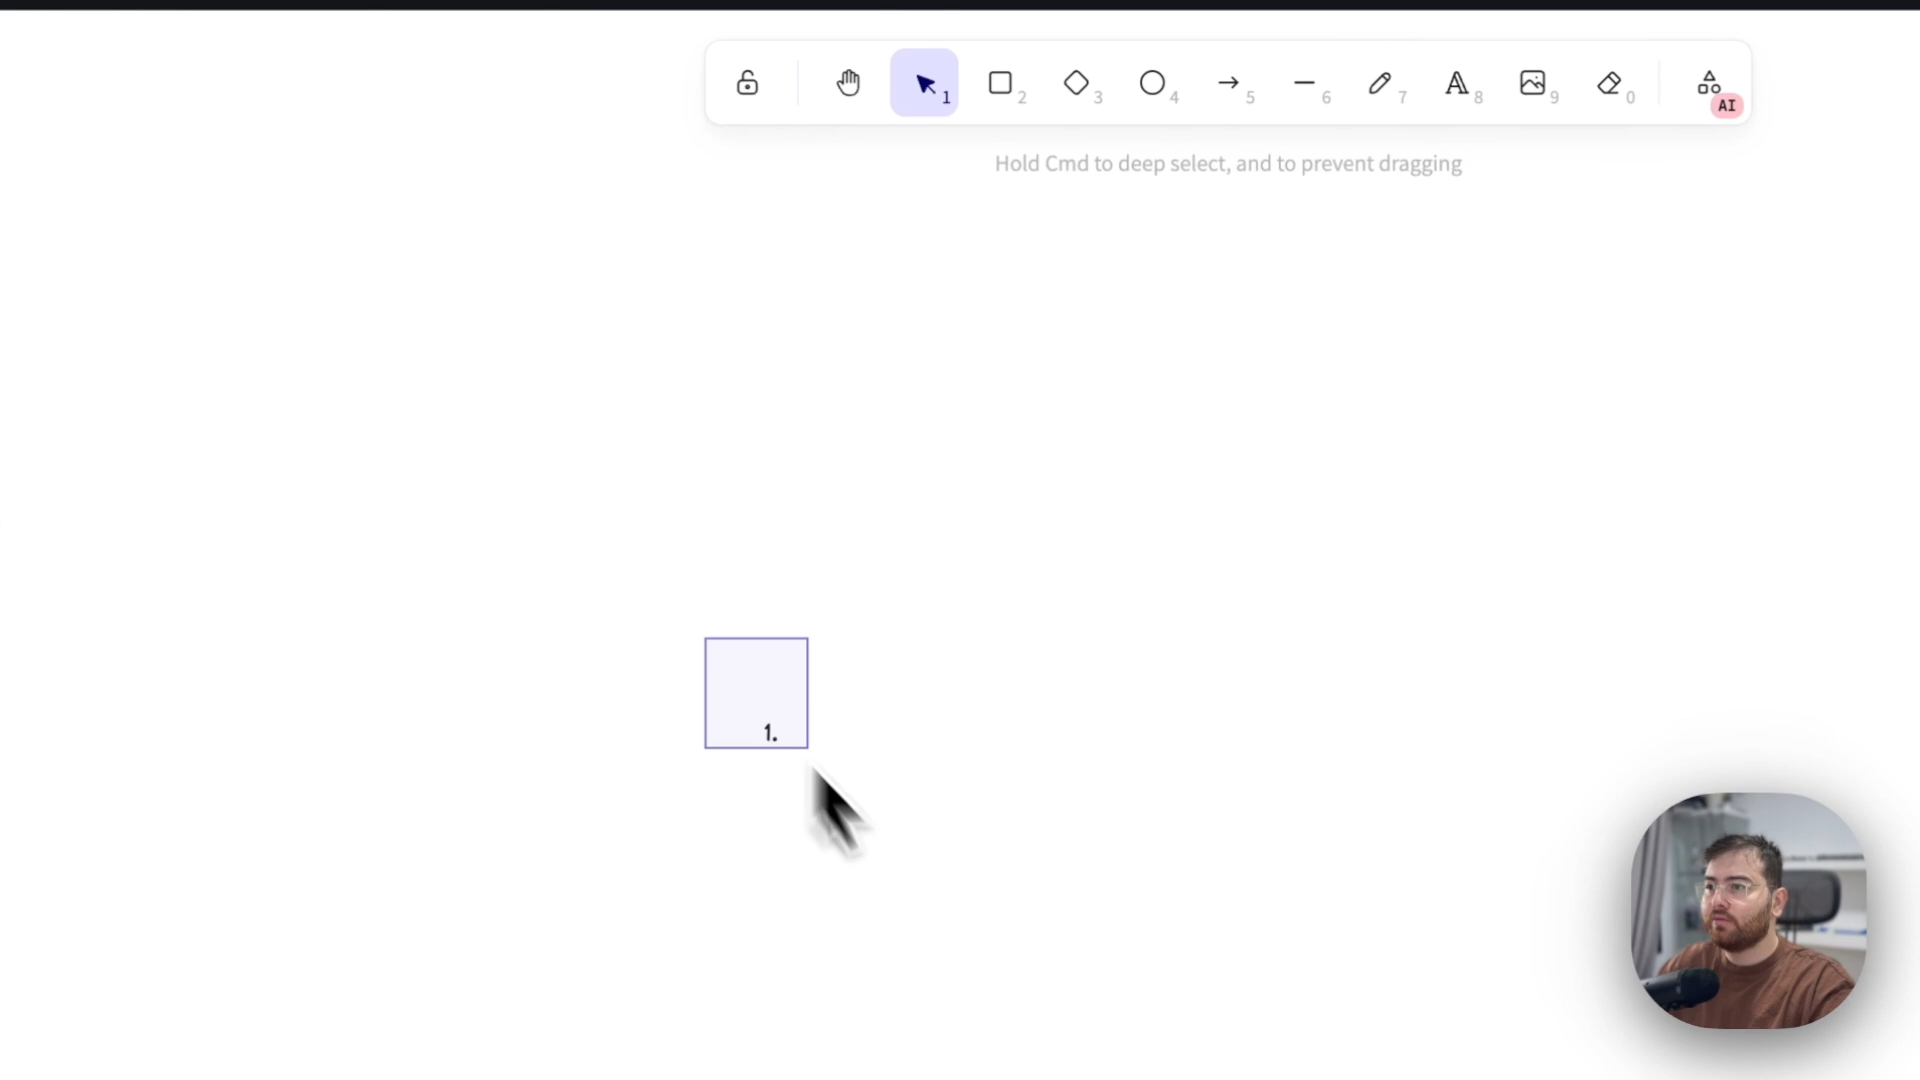 1 2 3 4 5 6 7 A 8 9 0 AI
Hold Cmd to deep select, and to prevent dragging
1.